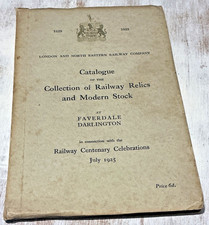 1825
1925
LONDON AND NORTH EASTERN RAILWAY COMPANY
Catalogue
OF THE
Collection of Railway Relics
and Modern Stock
AT
FAVERDALE
DARLINGTON
in connection with the
Railway Centenary Celebrations
July 1925
Price 6d.